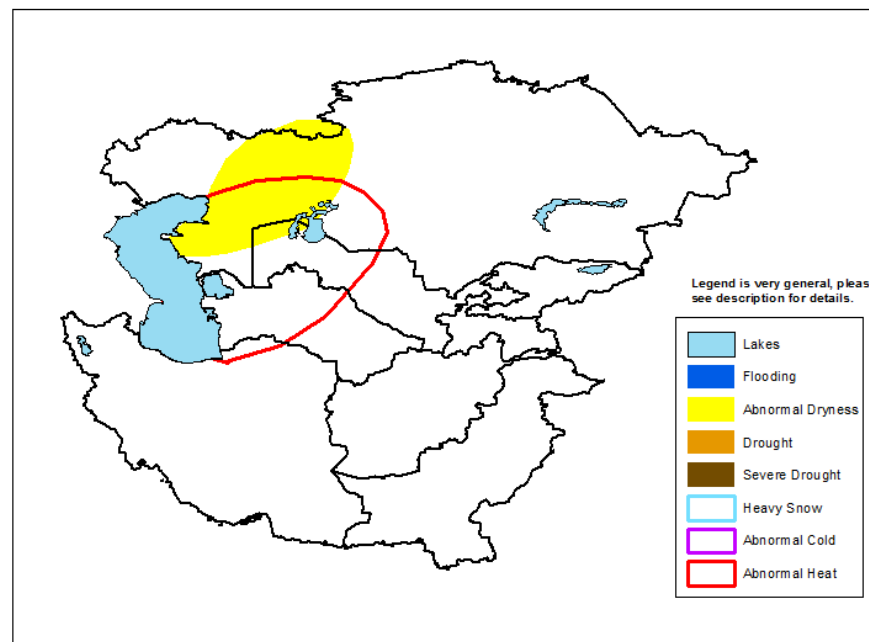 Legend is very general, pleas
see description for details.
Lakes
Flooding
Abnormal Dryness
Drought
Severe Drought
Heavy Snow
Abnormal Cold
Abnormal Heat